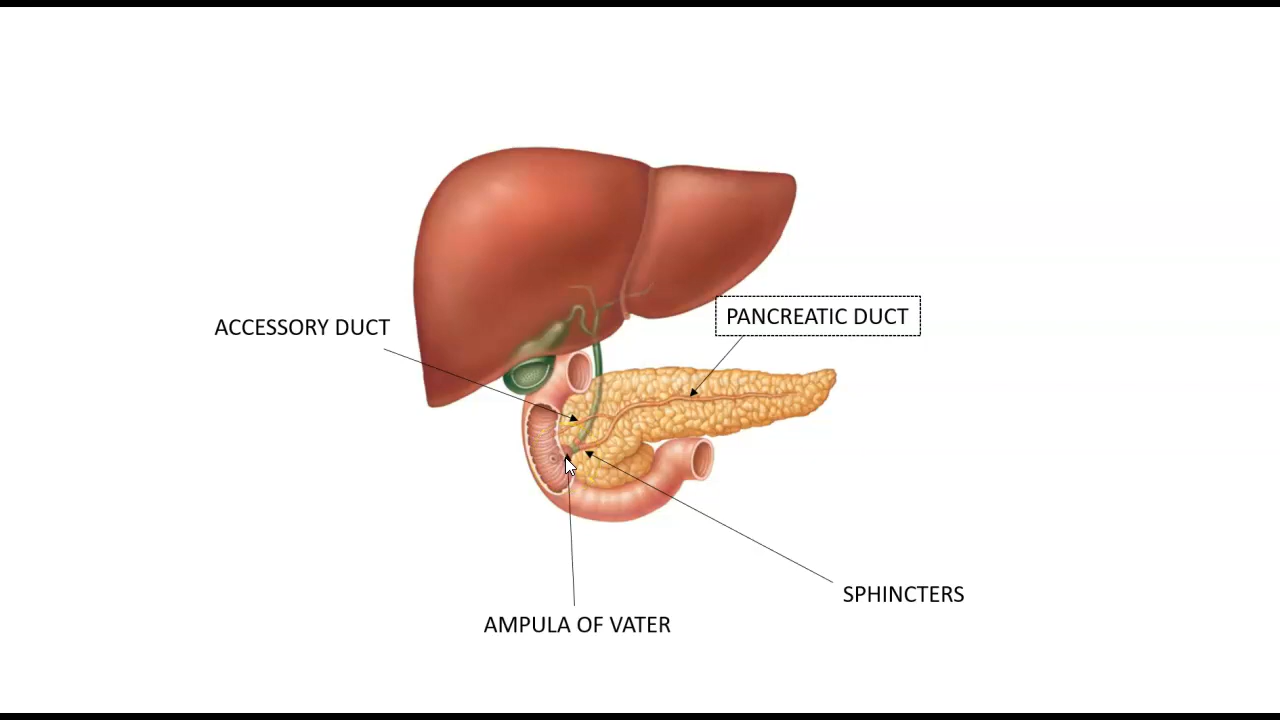 PANCREATIC DUCT
ACCESSORY DUCT
SPHINCTERS
AMPULA OF VATER